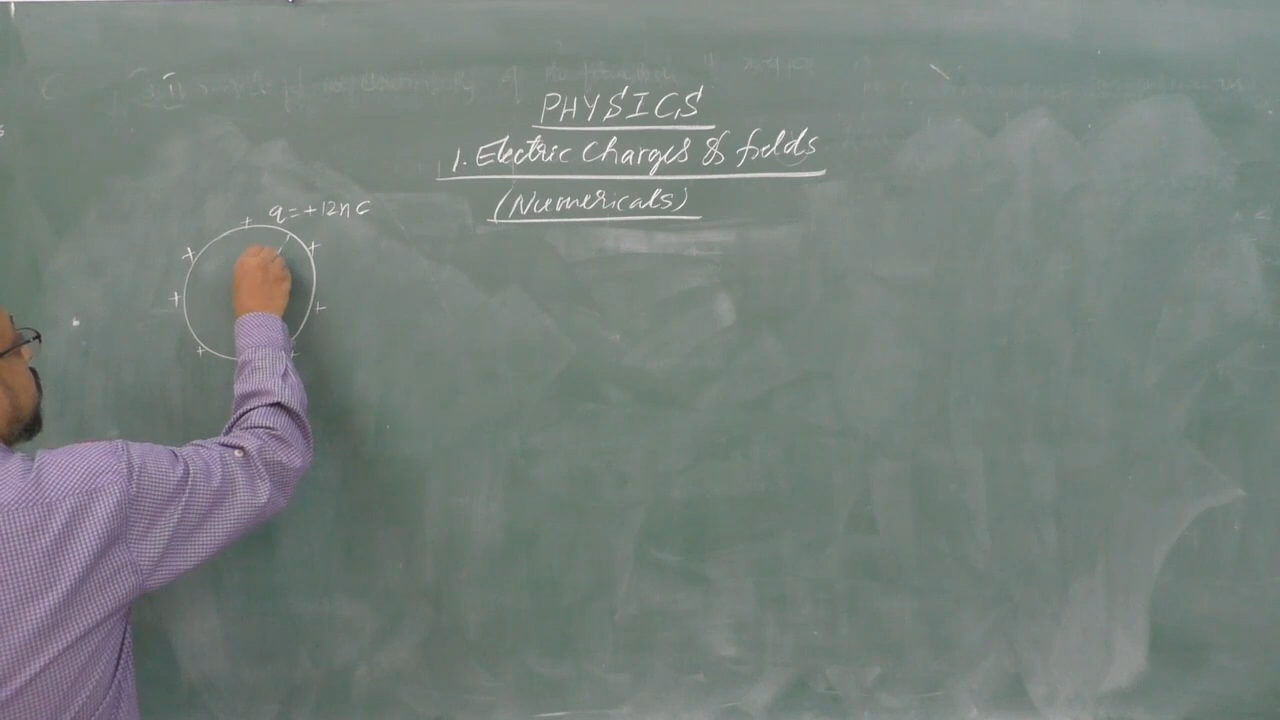 PHYSICS
1. Electric Charges & fields
(Numericals)
q = +12nC
+
+
+
+
+
+
+